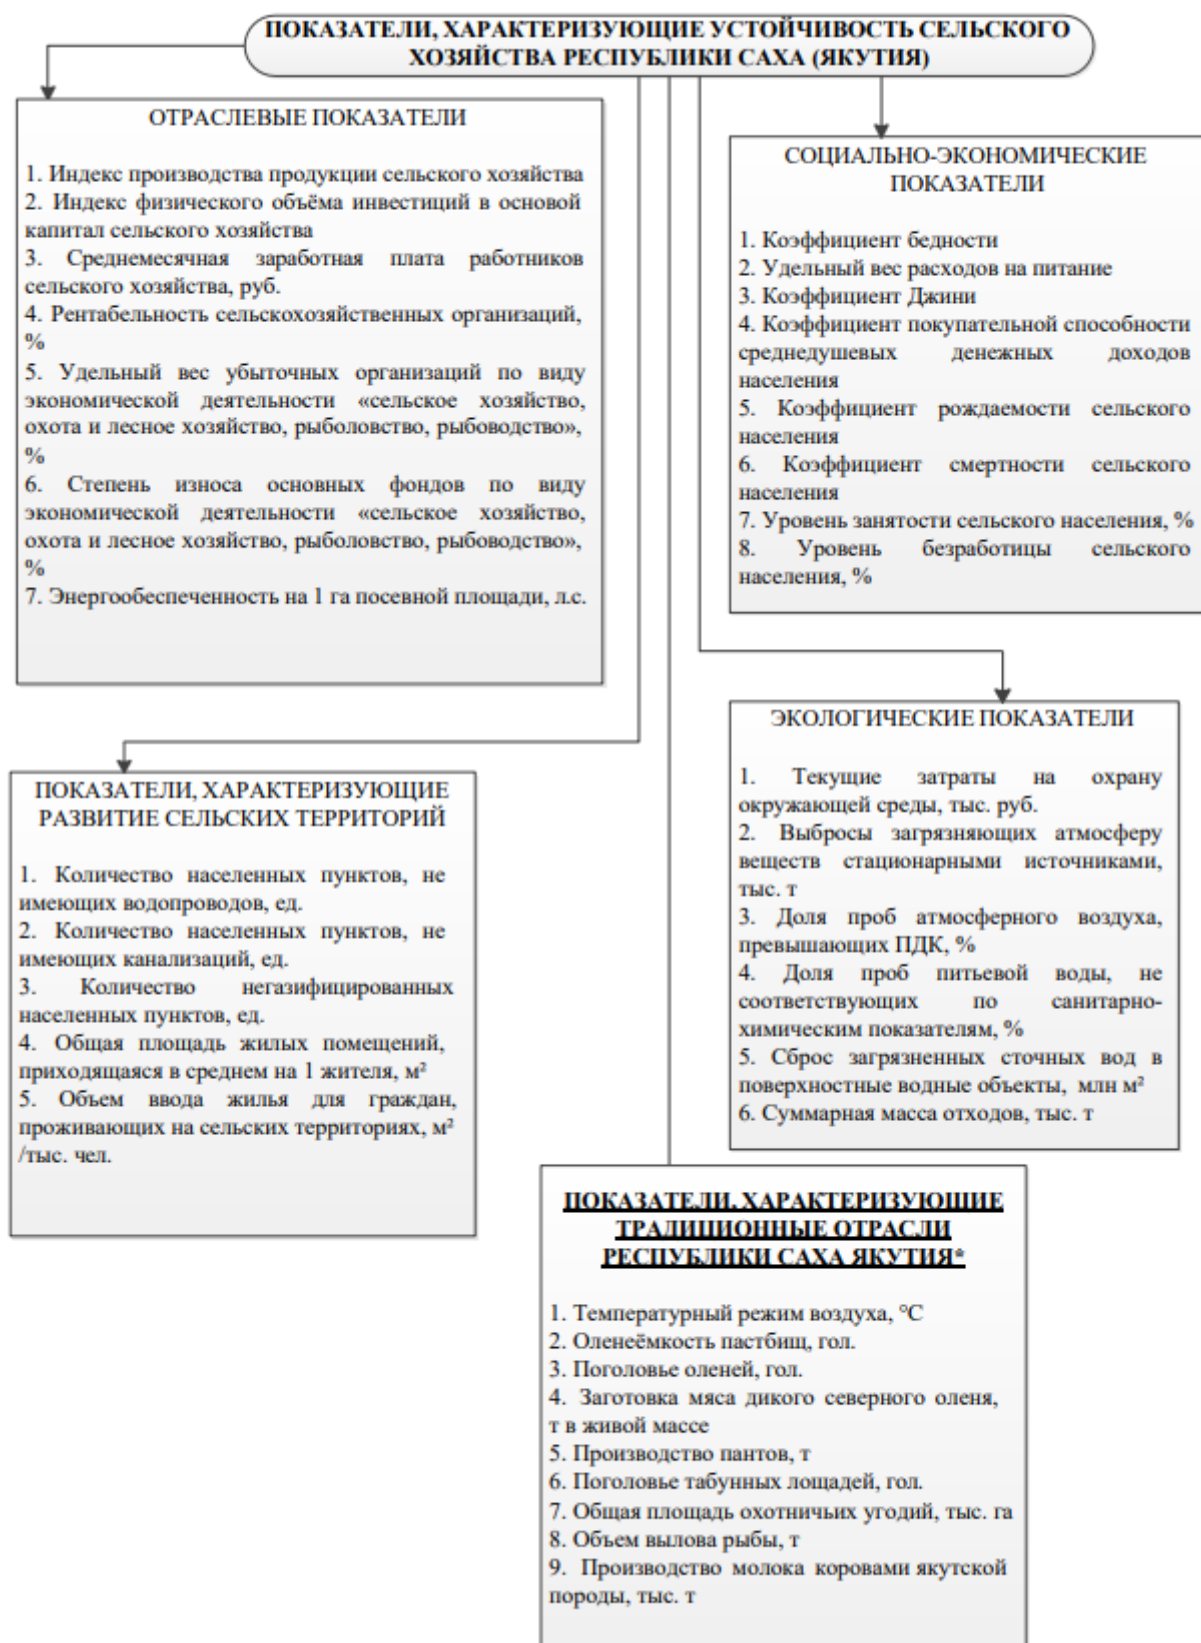 ПОКАЗАТЕЛИ, ХАРАКТЕРИЗУЮЩИЕ УСТОЙЧИВОСТЬ СЕЛЬСКОГО
ХОЗЯЙСТВА РЕСПУБЛИКИ САХА (ЯКУТИЯ)
ОТРАСЛЕВЫЕ ПОКАЗАТЕЛИ
1. Индекс производства продукции сельского хозяйства
2. Индекс физического объёма инвестиций в основой
капитал сельского хозяйства
3. Среднемесячная заработная плата работников
сельского хозяйства, руб.
4. Рентабельность сельскохозяйственных организаций,
%
5. Удельный вес убыточных организаций по виду
экономической деятельности «сельское хозяйство,
охота и лесное хозяйство, рыболовство, рыбоводство»,
%
6. Степень износа основных фондов по виду
экономической деятельности «сельское хозяйство,
охота и лесное хозяйство, рыболовство, рыбоводство»,
%
7. Энергообеспеченность на 1 га посевной площади, л.с.
СОЦИАЛЬНО-ЭКОНОМИЧЕСКИЕ
ПОКАЗАТЕЛИ
1. Коэффициент бедности
2. Удельный вес расходов на питание
3. Коэффициент Джини
4. Коэффициент покупательной способности
среднедушевых денежных доходов
населения
5. Коэффициент рождаемости сельского
населения
6. Коэффициент смертности сельского
населения
7. Уровень занятости сельского населения, %
8. Уровень безработицы сельского
населения, %
ПОКАЗАТЕЛИ, ХАРАКТЕРИЗУЮЩИЕ
РАЗВИТИЕ СЕЛЬСКИХ ТЕРРИТОРИЙ
1. Количество населенных пунктов, не
имеющих водопроводов, ед.
2. Количество населенных пунктов, не
имеющих канализаций, ед.
3. Количество негазифицированных
населенных пунктов, ед.
4. Общая площадь жилых помещений,
приходящаяся в среднем на 1 жителя, м²
5. Объем ввода жилья для граждан,
проживающих на сельских территориях, м²
/тыс. чел.
ЭКОЛОГИЧЕСКИЕ ПОКАЗАТЕЛИ
1. Текущие затраты на охрану
окружающей среды, тыс. руб.
2. Выбросы загрязняющих атмосферу
веществ стационарными источниками,
тыс. т
3. Доля проб атмосферного воздуха,
превышающих ПДК, %
4. Доля проб питьевой воды, не
соответствующих по санитарно-
химическим показателям, %
5. Сброс загрязненных сточных вод в
поверхностные водные объекты, млн м²
6. Суммарная масса отходов, тыс. т
ПОКАЗАТЕЛИ, ХАРАКТЕРИЗУЮЩИЕ
ТРАДИЦИОННЫЕ ОТРАСЛИ
РЕСПУБЛИКИ САХА ЯКУТИЯ*
1. Температурный режим воздуха, °С
2. Оленеёмкость пастбищ, гол.
3. Поголовье оленей, гол.
4. Заготовка мяса дикого северного оленя,
т в живой массе
5. Производство пантов, т
6. Поголовье табунных лощадей, гол.
7. Общая площадь охотничьих угодий, тыс. га
8. Объем вылова рыбы, т
9. Производство молока коровами якутской
породы, тыс. т